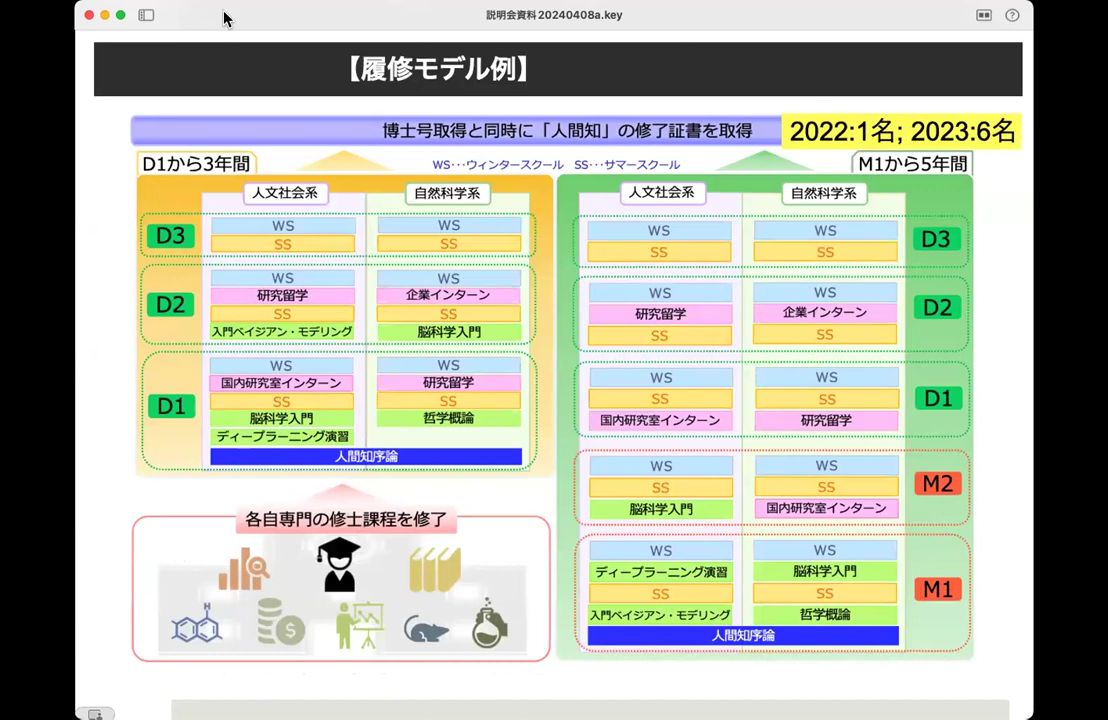 説明会資料20240408a.key
【履修モデル例】
博士号取得と同時に「人間知」の修了証書を取得
2022:1名; 2023:6名
D1から3年間
WS･･･ウィンタースクール SS･･･サマースクール
M1から5年間
人文社会系
自然科学系
D3
WS
SS
WS
SS
D2
WS
研究留学
SS
入門ベイジアン・モデリング
WS
企業インターン
SS
脳科学入門
D1
WS
国内研究室インターン
SS
脳科学入門
ディープラーニング演習
WS
研究留学
SS
哲学概論
人間知序論
各自専門の修士課程を修了
H
N
$
人文社会系
自然科学系
WS
SS
WS
SS
D3
WS
研究留学
SS
WS
企業インターン
SS
D2
WS
SS
国内研究室インターン
WS
SS
研究留学
D1
WS
SS
脳科学入門
WS
SS
国内研究室インターン
M2
WS
ディープラーニング演習
SS
入門ベイジアン・モデリング
WS
脳科学入門
SS
哲学概論
M1
人間知序論